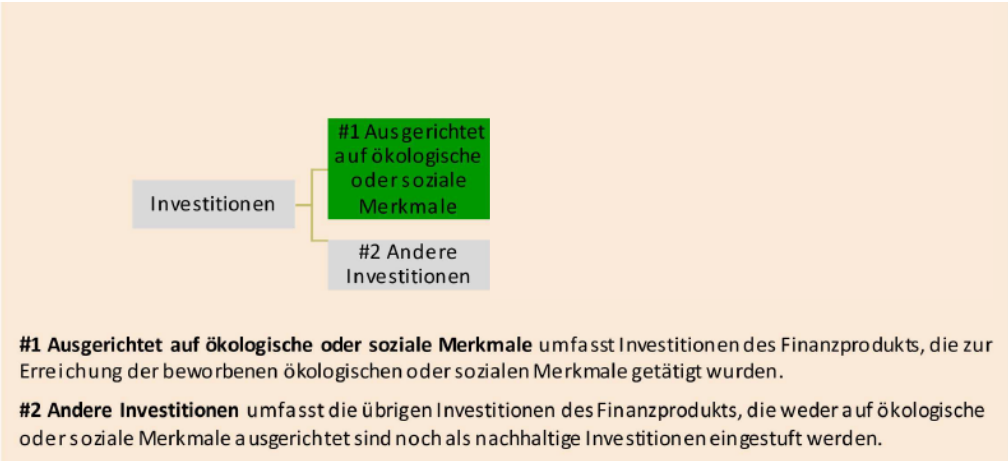 #1 Ausgerichtet
auf ökologische
oder soziale
Merkmale
Investitionen
#2 Andere
Investitionen
#1 Ausgerichtet auf ökologische oder soziale Merkmale umfasst Investitionen des Finanzprodukts, die zur
Erreichung der beworbenen ökologischen oder sozialen Merkmale getätigt wurden.
#2 Andere Investitionen umfasst die übrigen Investitionen des Finanzprodukts, die weder auf ökologische
oder soziale Merkmale ausgerichtet sind noch als nachhaltige Investitionen eingestuft werden.